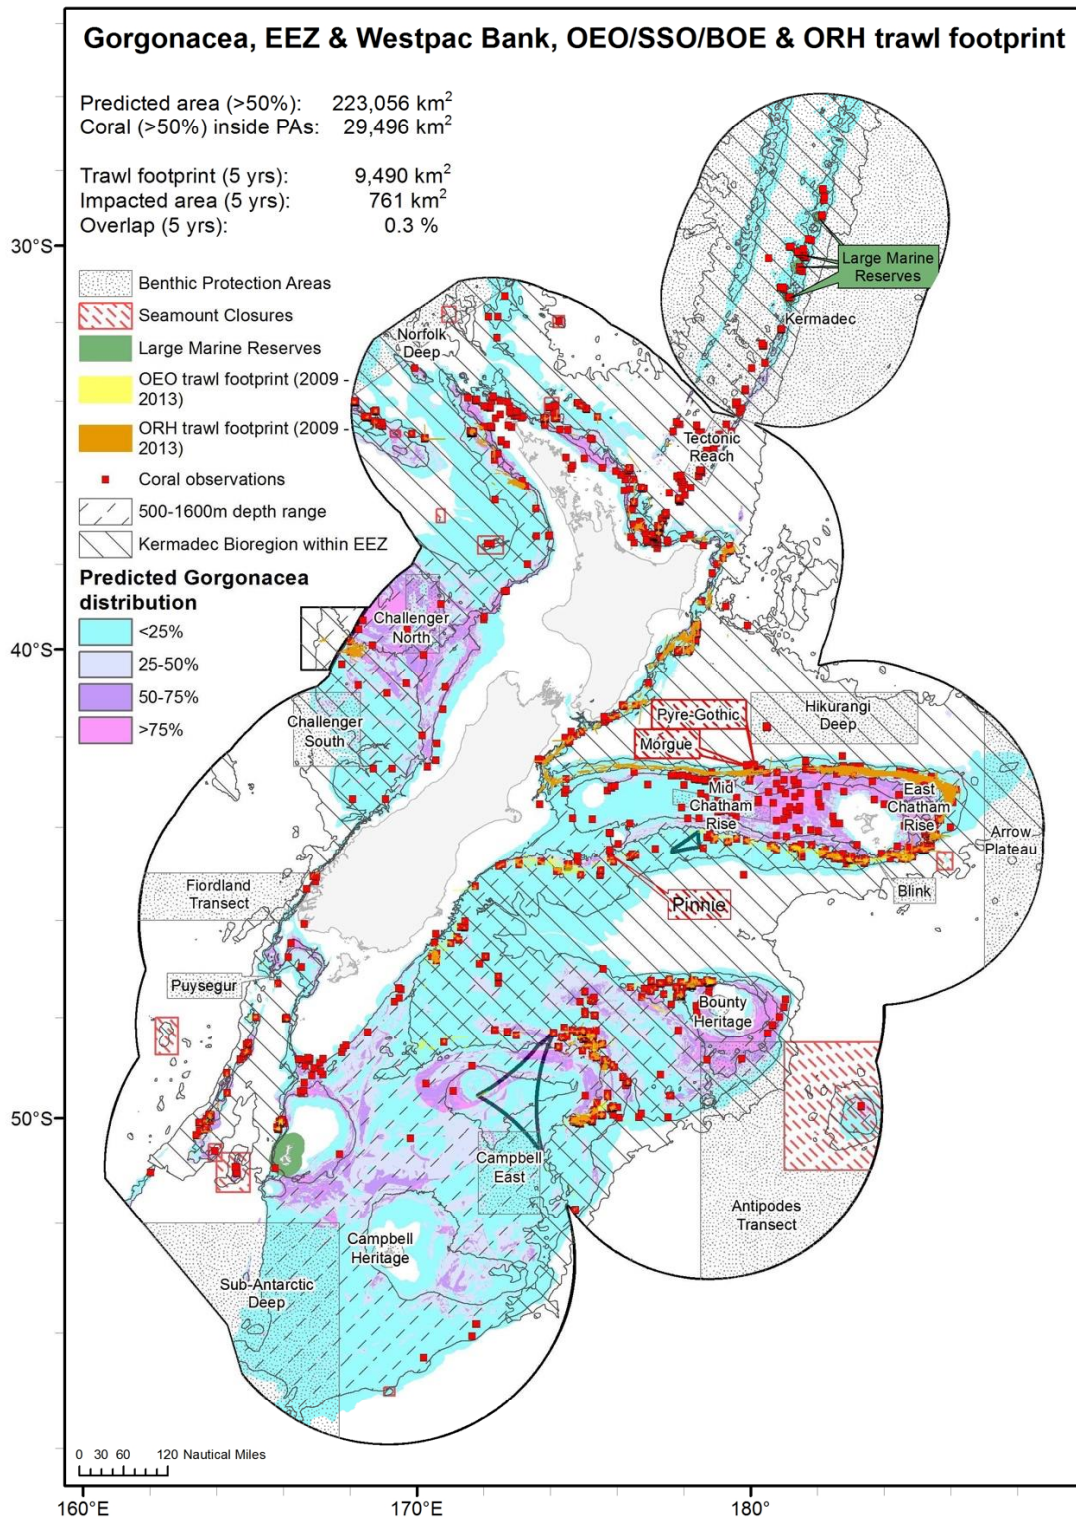 Gorgonacea, EEZ & Westpac Bank, OEO/SSO/BOE & ORH trawl footprint
Predicted area (>50%): 223,056 km²
Coral (>50%) inside PAs: 29,496 km²
Trawl footprint (5 yrs): 9,490 km²
Impacted area (5 yrs): 761 km²
Overlap (5 yrs): 0.3 %
30°S
Benthic Protection Areas
Seamount Closures
Large Marine Reserves
OEO trawl footprint (2009 -
2013)
ORH trawl footprint (2009 -
2013)
Coral observations
500-1600m depth range
Kermadec Bioregion within EEZ
Predicted Gorgonacea
distribution
<25%
25-50%
50-75%
>75%
Large Marine
Reserves
Kermadec
Norfolk
Deep
Tectonic
Reach
Challenger
North
40°S
Challenger
South
Pyre-Gothic
Morgue
Hikurangi
Deep
Mid
Chatham
Rise
East
Chatham
Rise
Arrow
Plateau
Blink
Pinnie
Fiordland
Transect
Puysegur
Bounty
Heritage
50°S
Campbell
East
Antipodes
Transect
Campbell
Heritage
Sub-Antarctic
Deep
0 30 60 120 Nautical Miles
160°E
170°E
180°